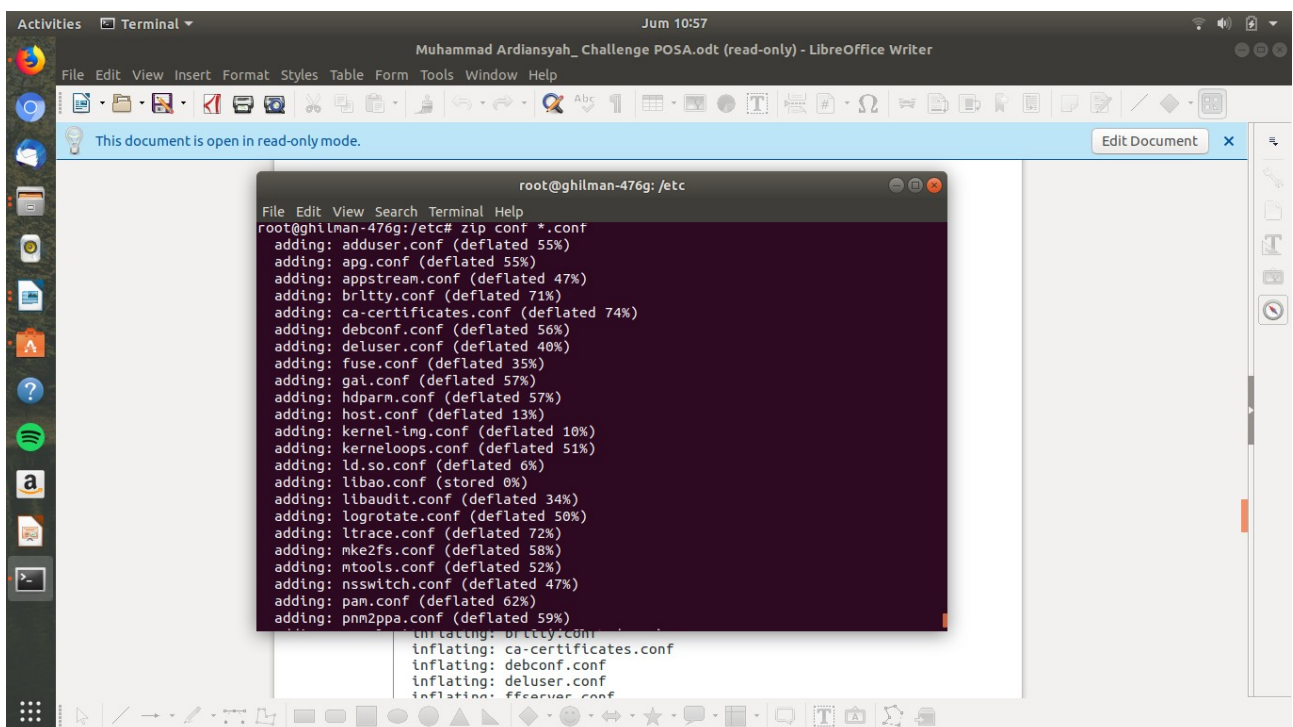 Activities Terminal Jum 10:57
Muhammad Ardiansyah_ Challenge POSA.odt (read-only) - LibreOffice Writer
File Edit View Insert Format Styles Table Form Tools Window Help
This document is open in read-only mode. Edit Document
root@ghilman-476g: /etc
File Edit View Search Terminal Help
root@ghilman-476g:/etc# zip conf *.conf
adding: adduser.conf (deflated 55%)
adding: apg.conf (deflated 55%)
adding: appstream.conf (deflated 47%)
adding: brltty.conf (deflated 71%)
adding: ca-certificates.conf (deflated 74%)
adding: debconf.conf (deflated 56%)
adding: deluser.conf (deflated 40%)
adding: fuse.conf (deflated 35%)
adding: gai.conf (deflated 57%)
adding: hdparm.conf (deflated 57%)
adding: host.conf (deflated 13%)
adding: kernel-img.conf (deflated 10%)
adding: kerneloops.conf (deflated 51%)
adding: ld.so.conf (deflated 6%)
adding: libao.conf (stored 0%)
adding: libaudit.conf (deflated 34%)
adding: logrotate.conf (deflated 50%)
adding: ltrace.conf (deflated 72%)
adding: mke2fs.conf (deflated 58%)
adding: mtools.conf (deflated 52%)
adding: nsswitch.conf (deflated 47%)
adding: pam.conf (deflated 62%)
adding: pnm2ppa.conf (deflated 59%)
inflating: brltty.conf
inflating: ca-certificates.conf
inflating: debconf.conf
inflating: deluser.conf
inflating: ffserver.conf